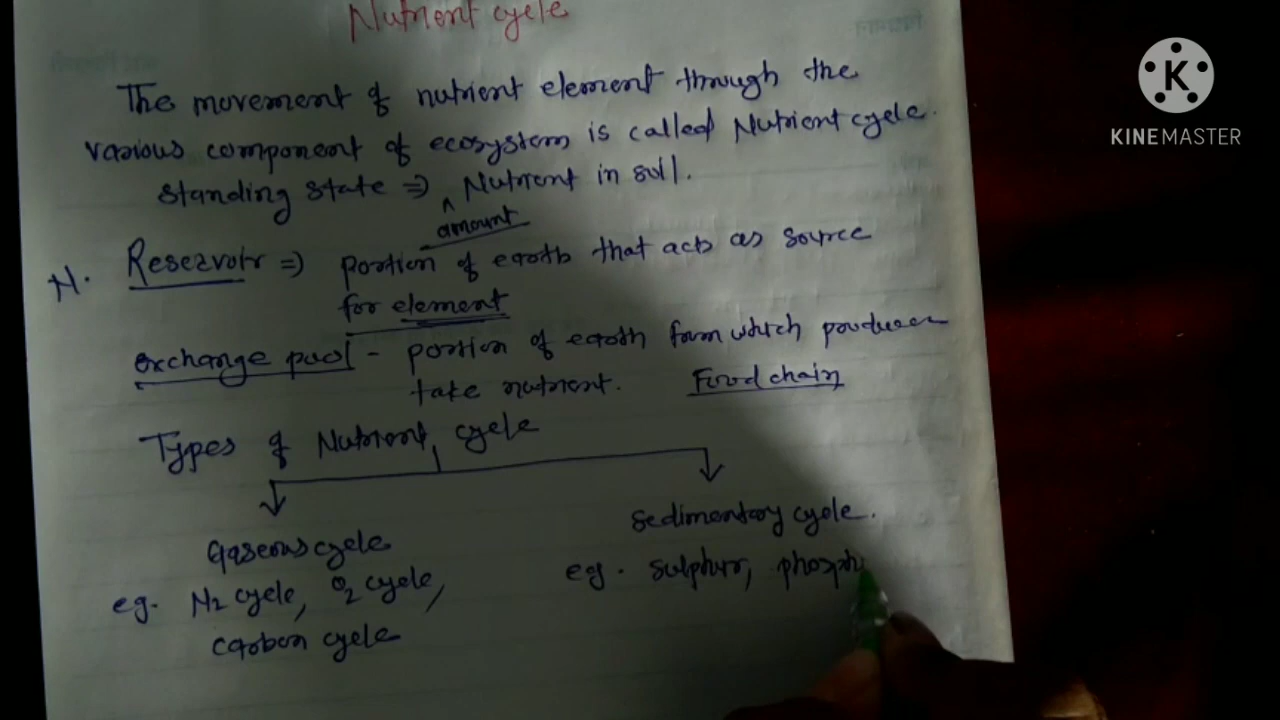 Nutrient cycle
The movement of nutrient element through the
various component of ecosystem is called Nutrient cycle.
standing state => ^ Nutrient in soil.
amount
N. Reservoir => portion of earth that acts as source
for element
exchange pool - portion of earth from which producer
take nutrient. Food chain
Types of Nutrient cycle
Gaseous cycle
sedimentary cycle.
eg. N2 cycle, O2 cycle,
eg. sulphur, phosph
carbon cycle
K
KINEMASTER